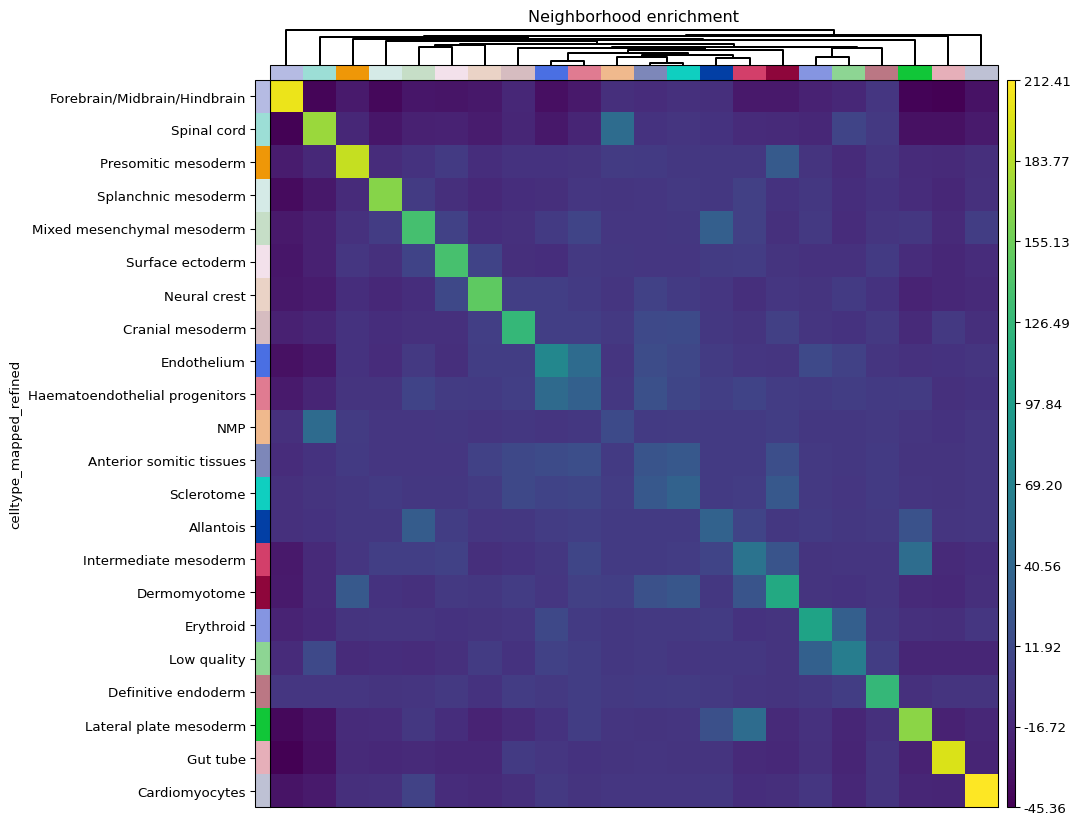 Neighborhood enrichment
celltype_mapped_refined
Forebrain/Midbrain/Hindbrain
Spinal cord
Presomitic mesoderm
Splanchnic mesoderm
Mixed mesenchymal mesoderm
Surface ectoderm
Neural crest
Cranial mesoderm
Endothelium
Haematoendothelial progenitors
NMP
Anterior somitic tissues
Sclerotome
Allantois
Intermediate mesoderm
Dermomyotome
Erythroid
Low quality
Definitive endoderm
Lateral plate mesoderm
Gut tube
Cardiomyocytes
212.41
183.77
155.13
126.49
97.84
69.20
40.56
11.92
-16.72
-45.36